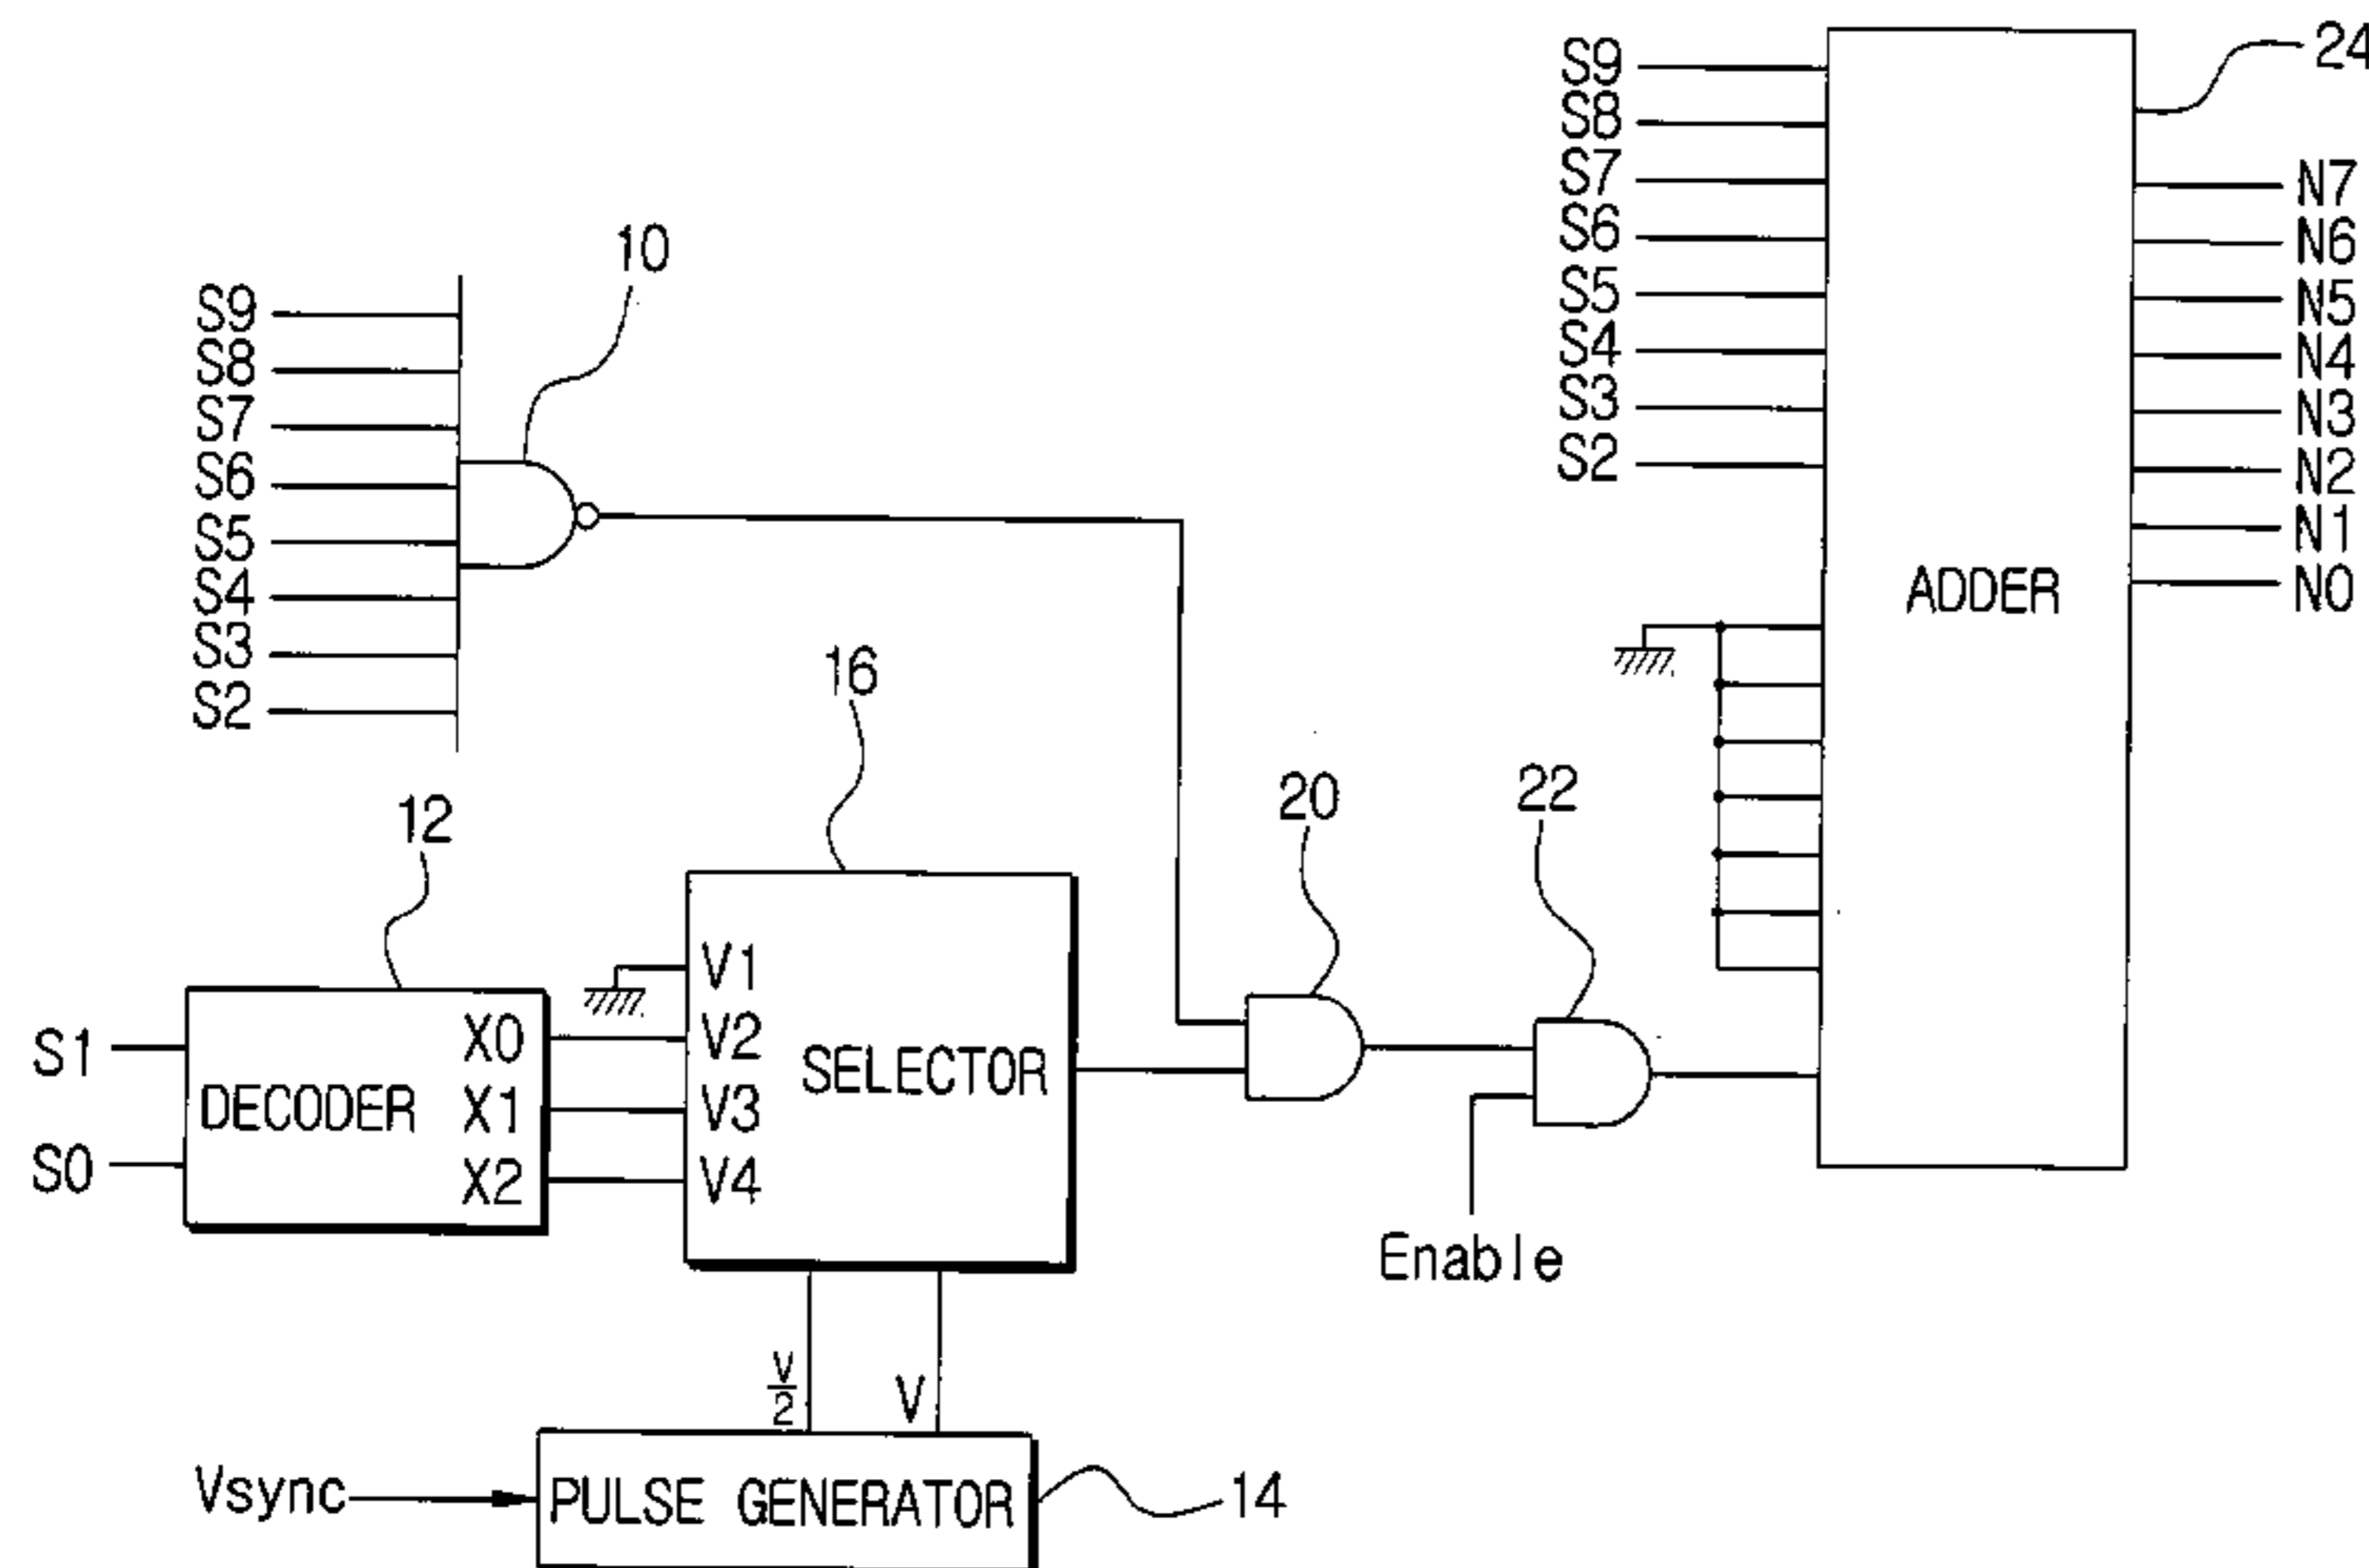 S9
S8
S7
S6
S5
S4
S3
S2
24
N7
N6
N5
N4
N3
N2
N1
N0
ADDER
10
S9
S8
S7
S6
S5
S4
S3
S2
16
12
20
22
S1
S0
DECODER
X0
X1
X2
V1
V2
V3
V4
SELECTOR
Enable
V
2
V
Vsync
PULSE GENERATOR
14